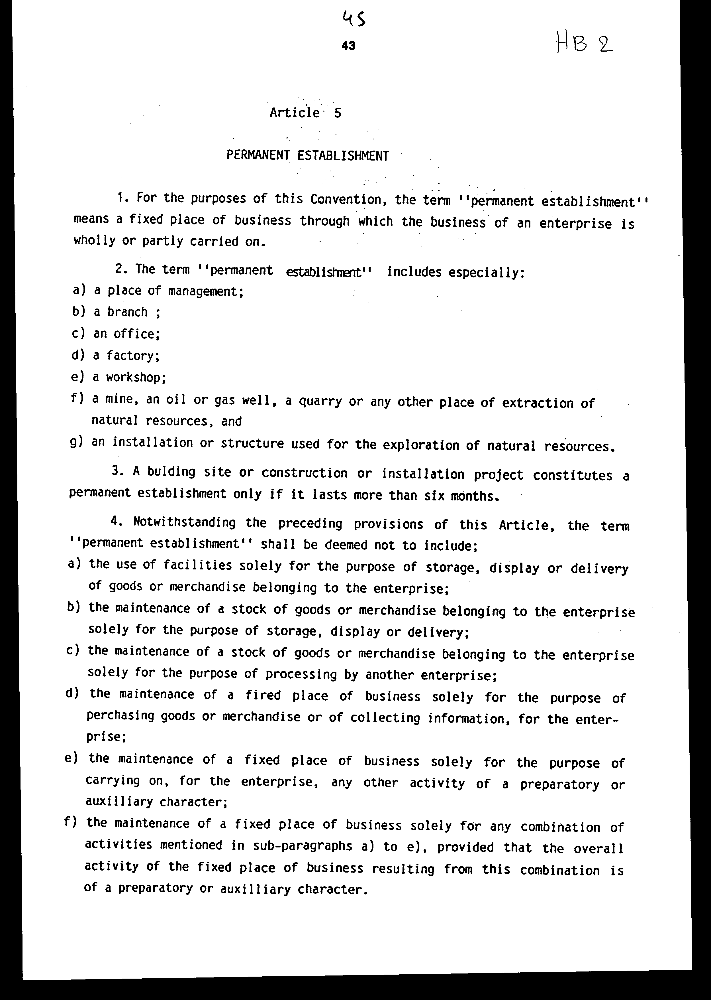 45
43
HB 2
Article 5
PERMANENT ESTABLISHMENT
1. For the purposes of this Convention, the term ''permanent establishment''
means a fixed place of business through which the business of an enterprise is
wholly or partly carried on.
2. The term ''permanent establishment'' includes especially:
a) a place of management;
b) a branch ;
c) an office;
d) a factory;
e) a workshop;
f) a mine, an oil or gas well, a quarry or any other place of extraction of
natural resources, and
g) an installation or structure used for the exploration of natural resources.
3. A bulding site or construction or installation project constitutes a
permanent establishment only if it lasts more than six months.
4. Notwithstanding the preceding provisions of this Article, the term
''permanent establishment'' shall be deemed not to include;
a) the use of facilities solely for the purpose of storage, display or delivery
of goods or merchandise belonging to the enterprise;
b) the maintenance of a stock of goods or merchandise belonging to the enterprise
solely for the purpose of storage, display or delivery;
c) the maintenance of a stock of goods or merchandise belonging to the enterprise
solely for the purpose of processing by another enterprise;
d) the maintenance of a fired place of business solely for the purpose of
perchasing goods or merchandise or of collecting information, for the enter-
prise;
e) the maintenance of a fixed place of business solely for the purpose of
carrying on, for the enterprise, any other activity of a preparatory or
auxilliary character;
f) the maintenance of a fixed place of business solely for any combination of
activities mentioned in sub-paragraphs a) to e), provided that the overall
activity of the fixed place of business resulting from this combination is
of a preparatory or auxilliary character.